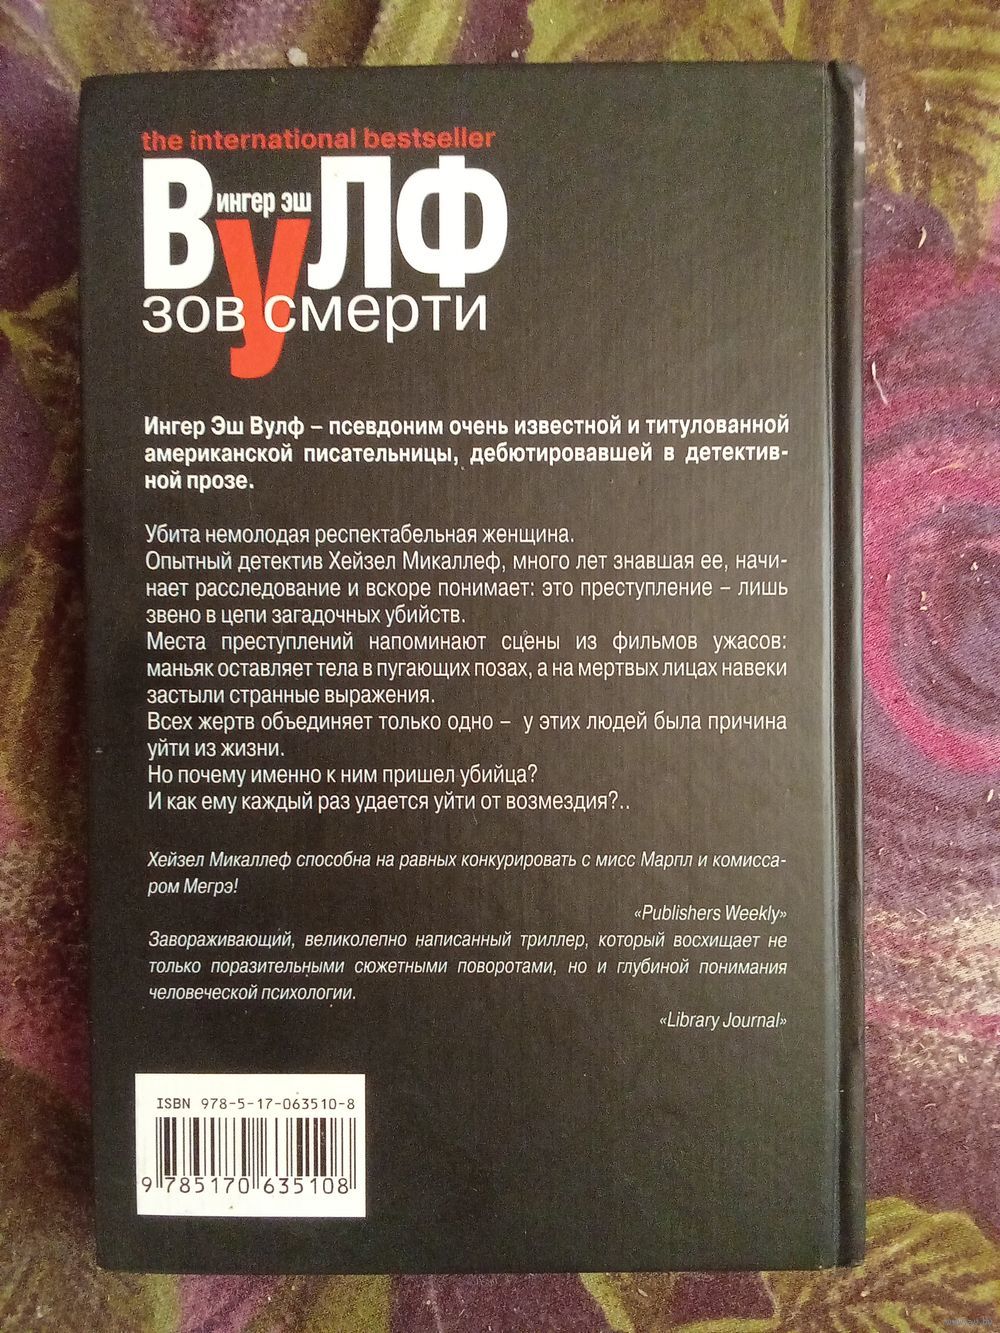 the international bestseller
ингер эш
ВуЛФ
зов смерти
Ингер Эш Вулф – псевдоним очень известной и титулованной
американской писательницы, дебютировавшей в детектив-
ной прозе.
Убита немолодая респектабельная женщина.
Опытный детектив Хейзел Микаллеф, много лет знавшая ее, начи-
нает расследование и вскоре понимает: это преступление – лишь
звено в цепи загадочных убийств.
Места преступлений напоминают сцены из фильмов ужасов:
маньяк оставляет тела в пугающих позах, а на мертвых лицах навеки
застыли странные выражения.
Всех жертв объединяет только одно – у этих людей была причина
уйти из жизни.
Но почему именно к ним пришел убийца?
И как ему каждый раз удается уйти от возмездия?..
Хейзел Микаллеф способна на равных конкурировать с мисс Марпл и комисса-
ром Мегрэ!
«Publishers Weekly»
Завораживающий, великолепно написанный триллер, который восхищает не
только поразительными сюжетными поворотами, но и глубиной понимания
человеческой психологии.
«Library Journal»
ISBN 978-5-17-063510-8
9 785170 635108